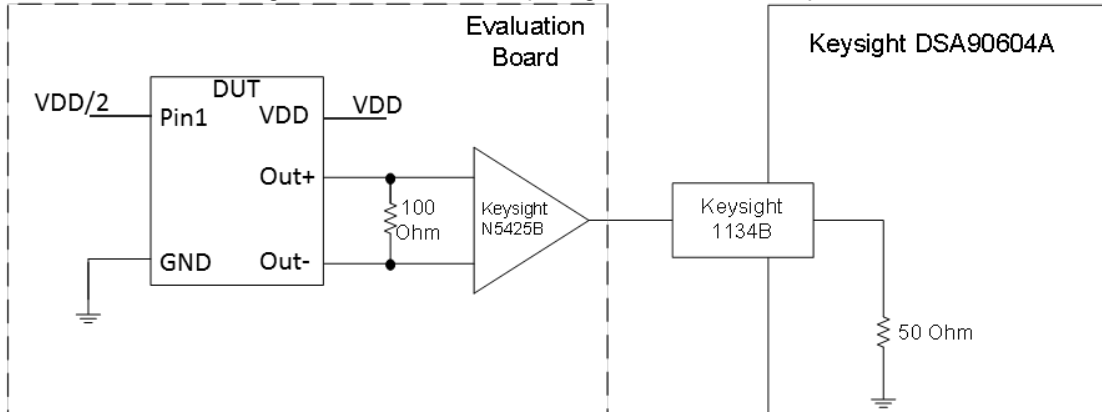 Evaluation
Board
Keysight DSA90604A
DUT
VDD/2
Pin1
VDD
VDD
Out+
100
Ohm
Keysight
N5425B
Keysight
1134B
GND
Out-
50 Ohm